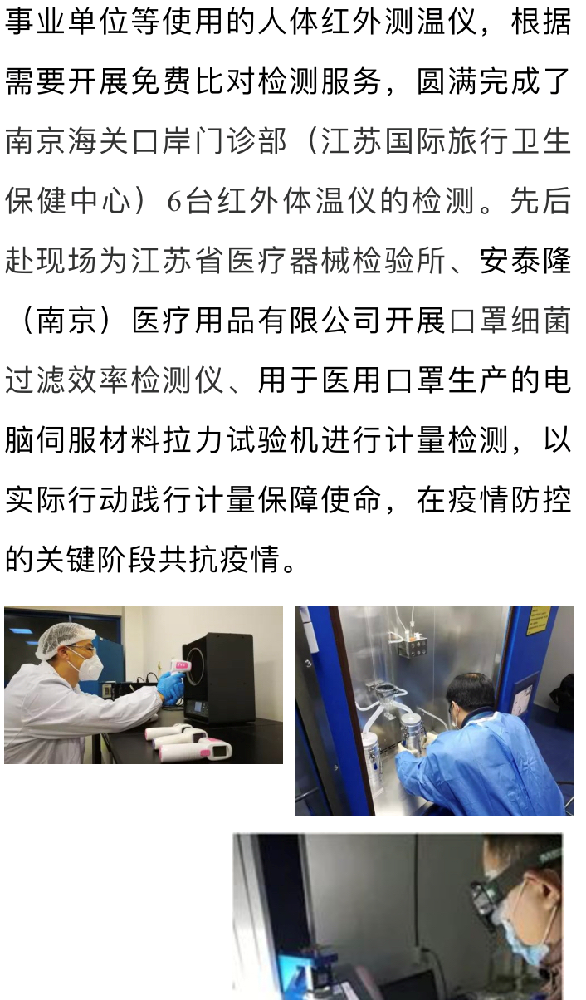 事业单位等使用的人体红外测温仪，根据
需要开展免费比对检测服务，圆满完成了
南京海关口岸门诊部（江苏国际旅行卫生
保健中心）6台红外体温仪的检测。先后
赴现场为江苏省医疗器械检验所、安泰隆
（南京）医疗用品有限公司开展口罩细菌
过滤效率检测仪、用于医用口罩生产的电
脑伺服材料拉力试验机进行计量检测，以
实际行动践行计量保障使命，在疫情防控
的关键阶段共抗疫情。